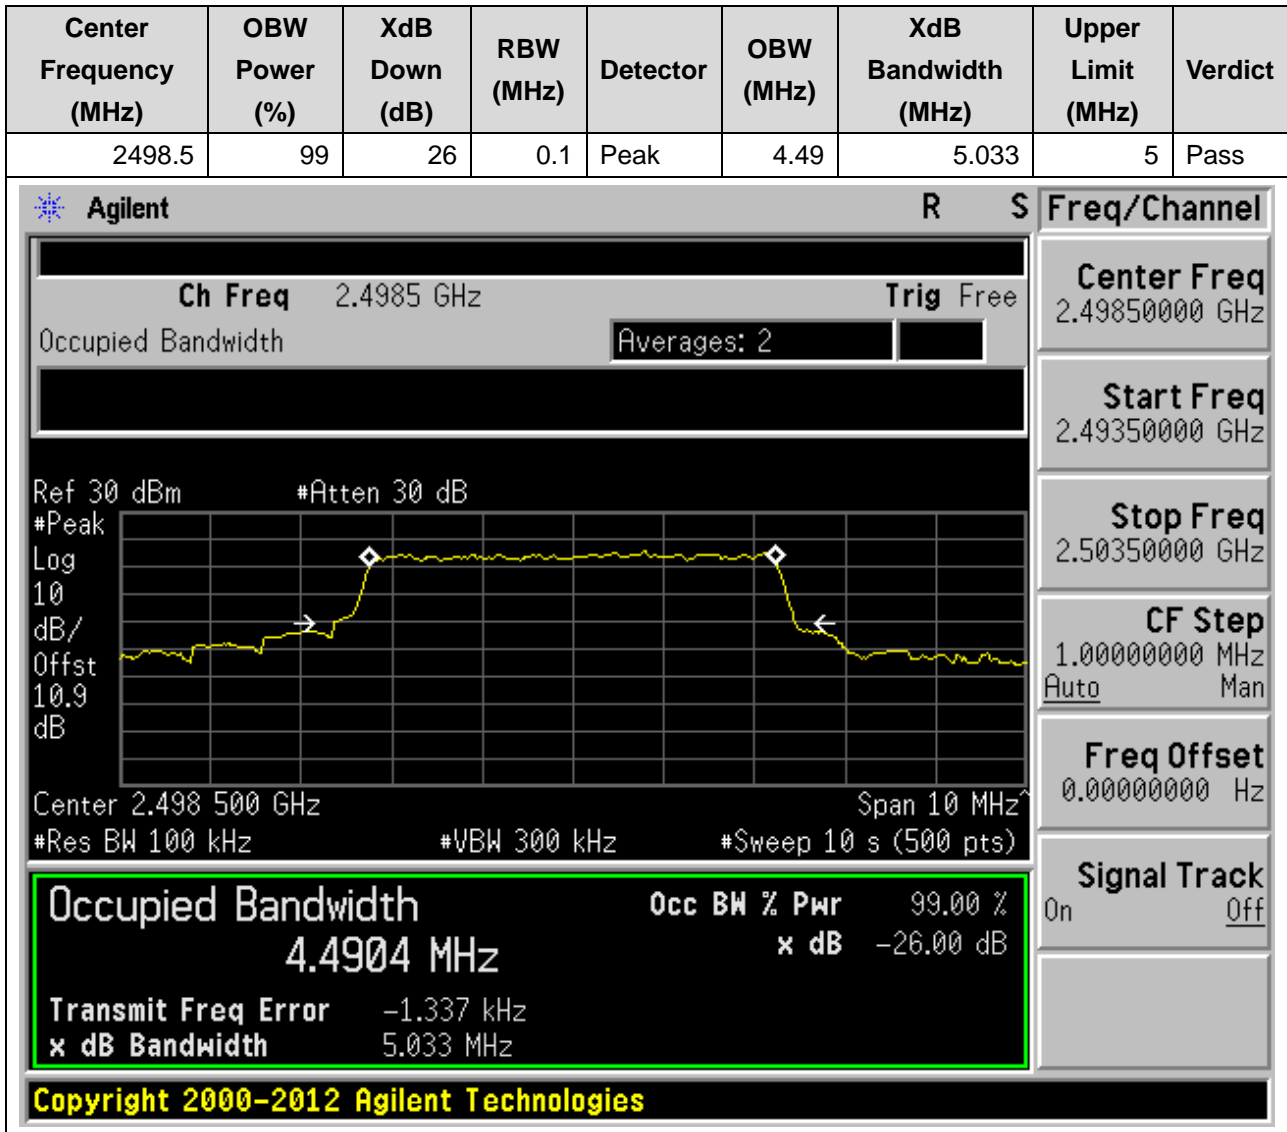 Center Frequency (MHz) OBW Power (%) XdB Down (dB) RBW (MHz) Detector OBW (MHz) XdB Bandwidth (MHz) Upper Limit (MHz) Verdict
2498.5 99 26 0.1 Peak 4.49 5.033 5 Pass
Agilent R S Freq/Channel
Ch Freq 2.4985 GHz Trig Free
Occupied Bandwidth Averages: 2
Center Freq
2.49850000 GHz
Start Freq
2.49350000 GHz
Stop Freq
2.50350000 GHz
CF Step
1.00000000 MHz
Auto Man
Freq Offset
0.00000000 Hz
Signal Track
On Off
Ref 30 dBm #Atten 30 dB
#Peak
Log
10
dB/
Offst
10.9
dB
Center 2.498 500 GHz Span 10 MHz^
#Res BW 100 kHz #VBW 300 kHz #Sweep 10 s (500 pts)
Occupied Bandwidth Occ BW % Pwr 99.00 %
4.4904 MHz x dB -26.00 dB
Transmit Freq Error -1.337 kHz
x dB Bandwidth 5.033 MHz
Copyright 2000-2012 Agilent Technologies